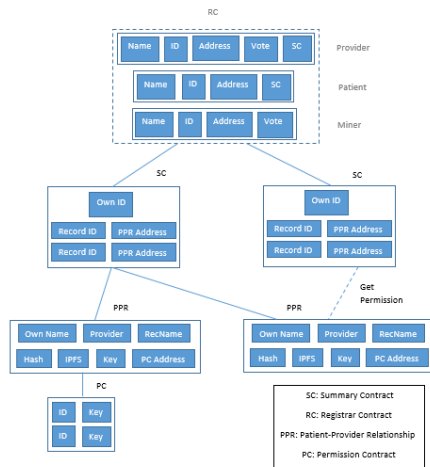 RC
Name ID Address Vote SC Provider
Name ID Address SC Patient
Name ID Address Vote Miner
SC SC
Own ID
Record ID PPR Address
Record ID PPR Address
Own ID
Record ID PPR Address
Record ID PPR Address
Get
Permission
PPR PPR
Own Name Provider RecName
Hash IPFS Key PC Address
Own Name Provider RecName
Hash IPFS Key PC Address
PC
ID Key
ID Key
SC: Summary Contract
RC: Registrar Contract
PPR: Patient-Provider Relationship
PC: Permission Contract